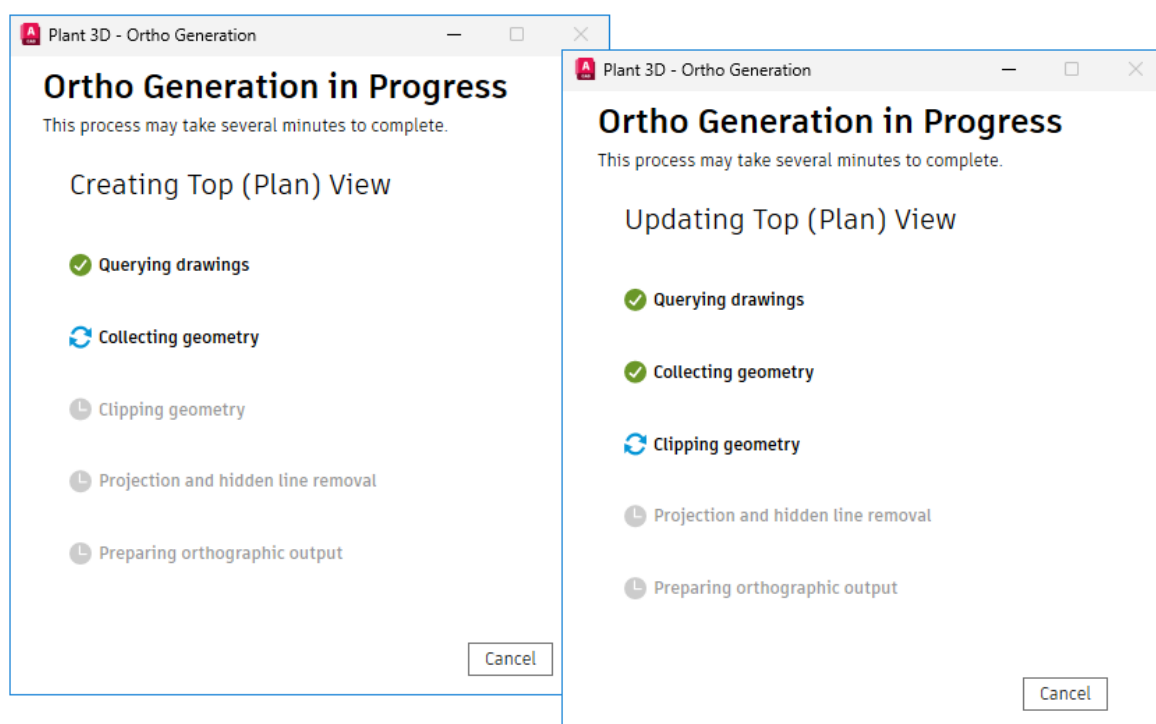 Plant 3D - Ortho Generation
Ortho Generation in Progress
This process may take several minutes to complete.
Creating Top (Plan) View
Querying drawings
Collecting geometry
Clipping geometry
Projection and hidden line removal
Preparing orthographic output
Cancel
Plant 3D - Ortho Generation
Ortho Generation in Progress
This process may take several minutes to complete.
Updating Top (Plan) View
Querying drawings
Collecting geometry
Clipping geometry
Projection and hidden line removal
Preparing orthographic output
Cancel